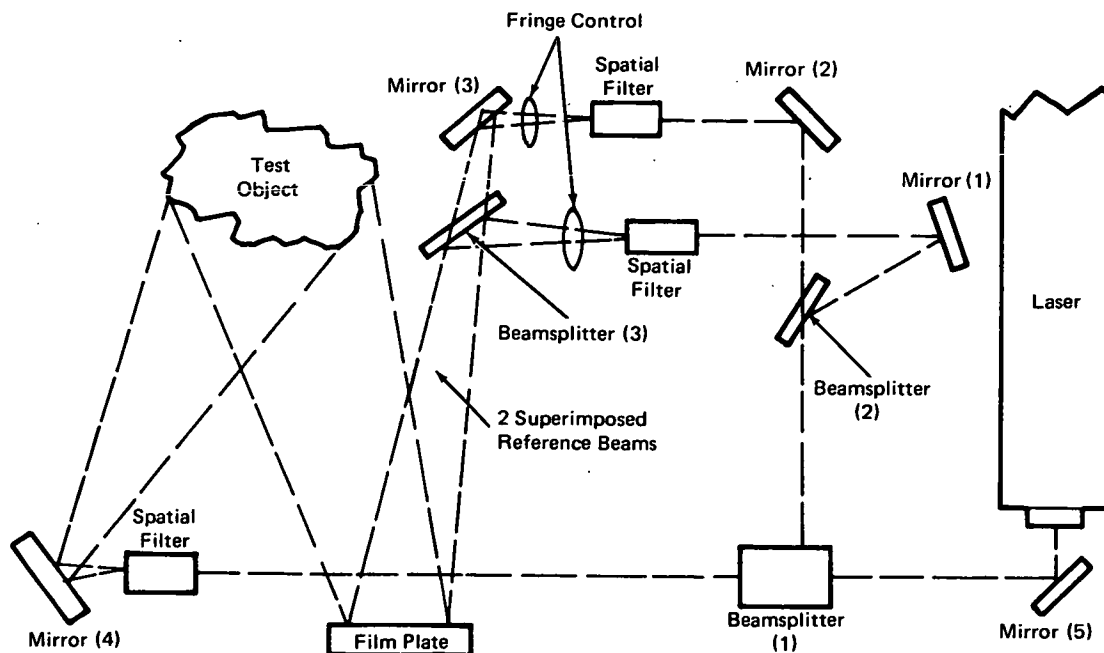 Fringe Control
Mirror (3)
Spatial
Filter
Mirror (2)
Test
Object
Mirror (1)
Spatial
Filter
Laser
Beamsplitter (3)
Beamsplitter
(2)
2 Superimposed
Reference Beams
Spatial
Filter
Mirror (4)
Film Plate
Beamsplitter
(1)
Mirror (5)